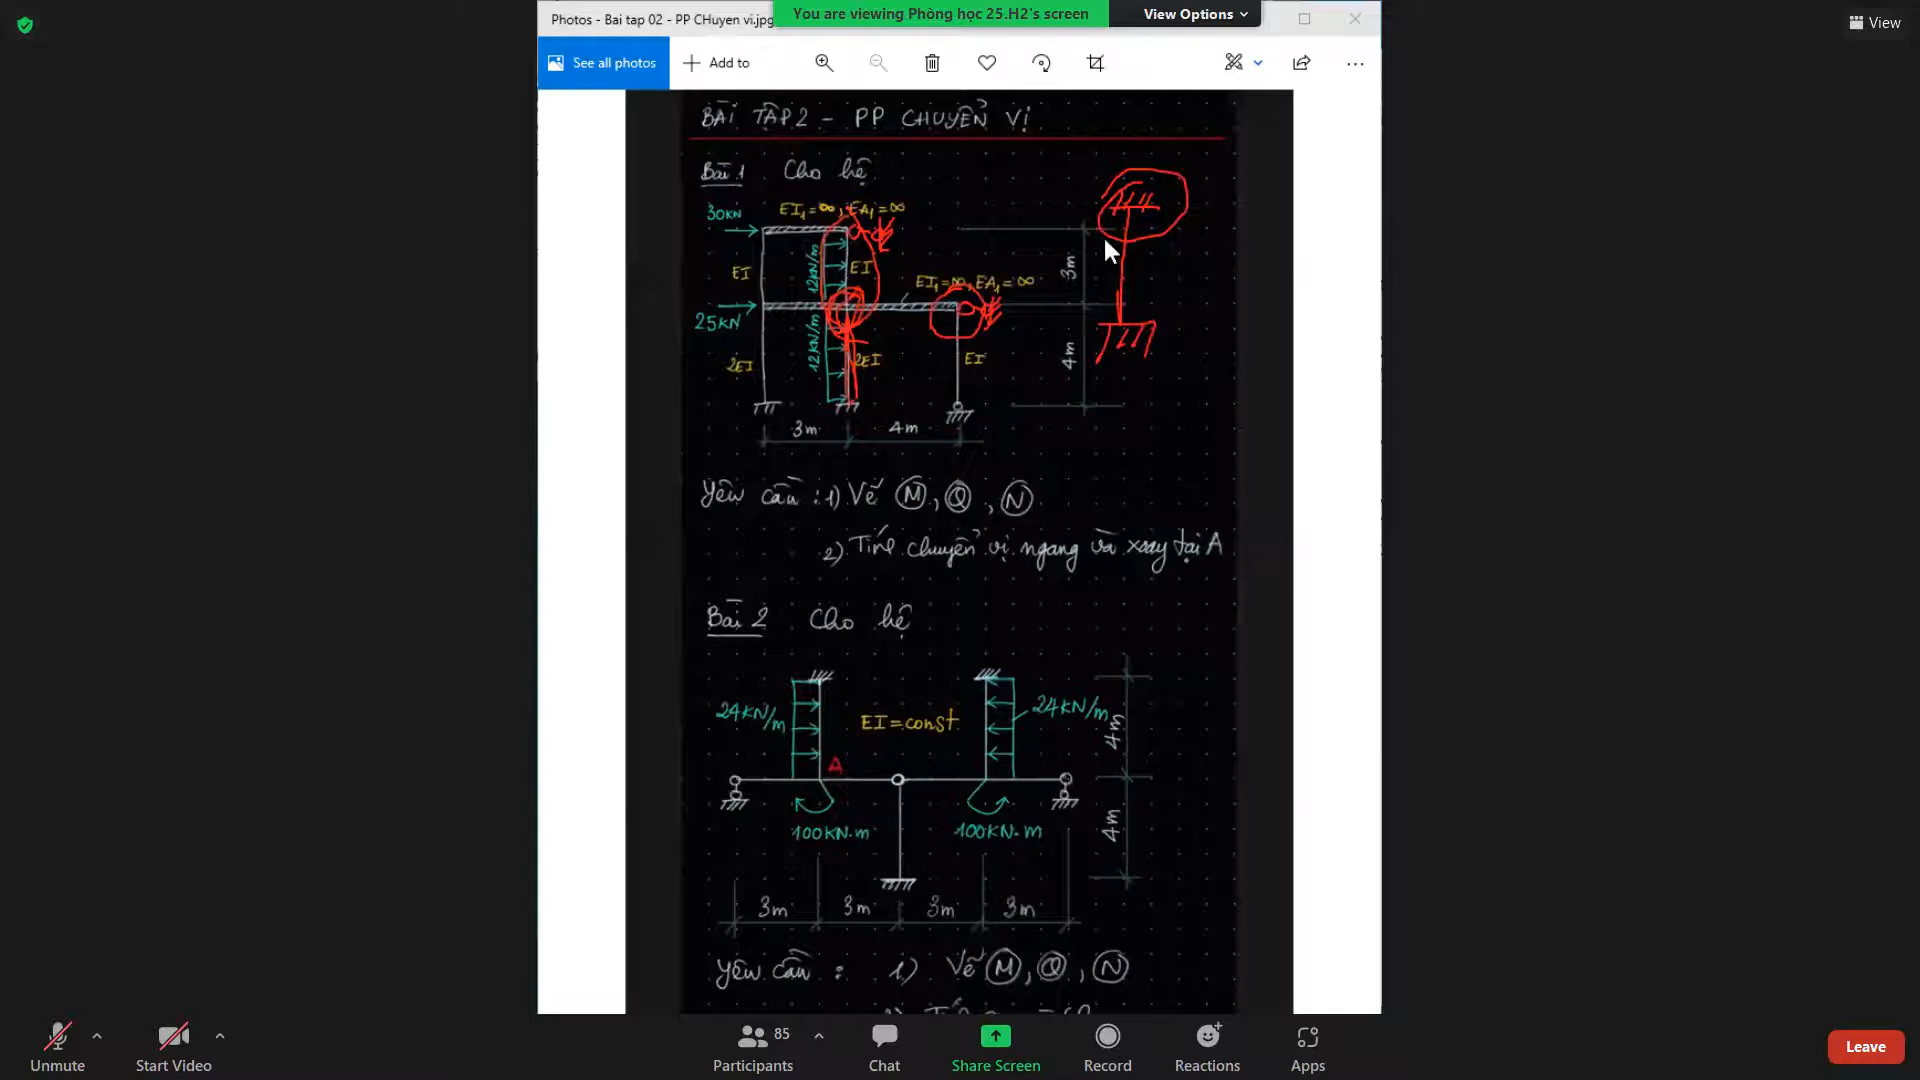 Photos - Bai tap 02 - PP CHuyen vi.jpg
You are viewing Phòng học 25.H2's screen
View Options
View
See all photos
Add to
BÀI TẬP 2 - PP CHUYỂN VỊ
Bài 1 Cho hệ
30KN
EI₁=∞, EA₁=∞
EI
12KN/m
EI
3m
EI₁=∞, EA₁=∞
25KN
2EI
12KN/m
2EI
EI
4m
3m
4m
Yêu cầu: 1) Vẽ M, Q, N
2) Tính chuyển vị ngang và xoay tại A
Bài 2 Cho hệ
24KN/m
EI=const
24KN/m
4m
A
100KN.m
100KN.m
4m
3m
3m
3m
3m
Yêu cầu: 1) Vẽ M, Q, N
Unmute
Start Video
85
Participants
Chat
Share Screen
Record
Reactions
Apps
Leave